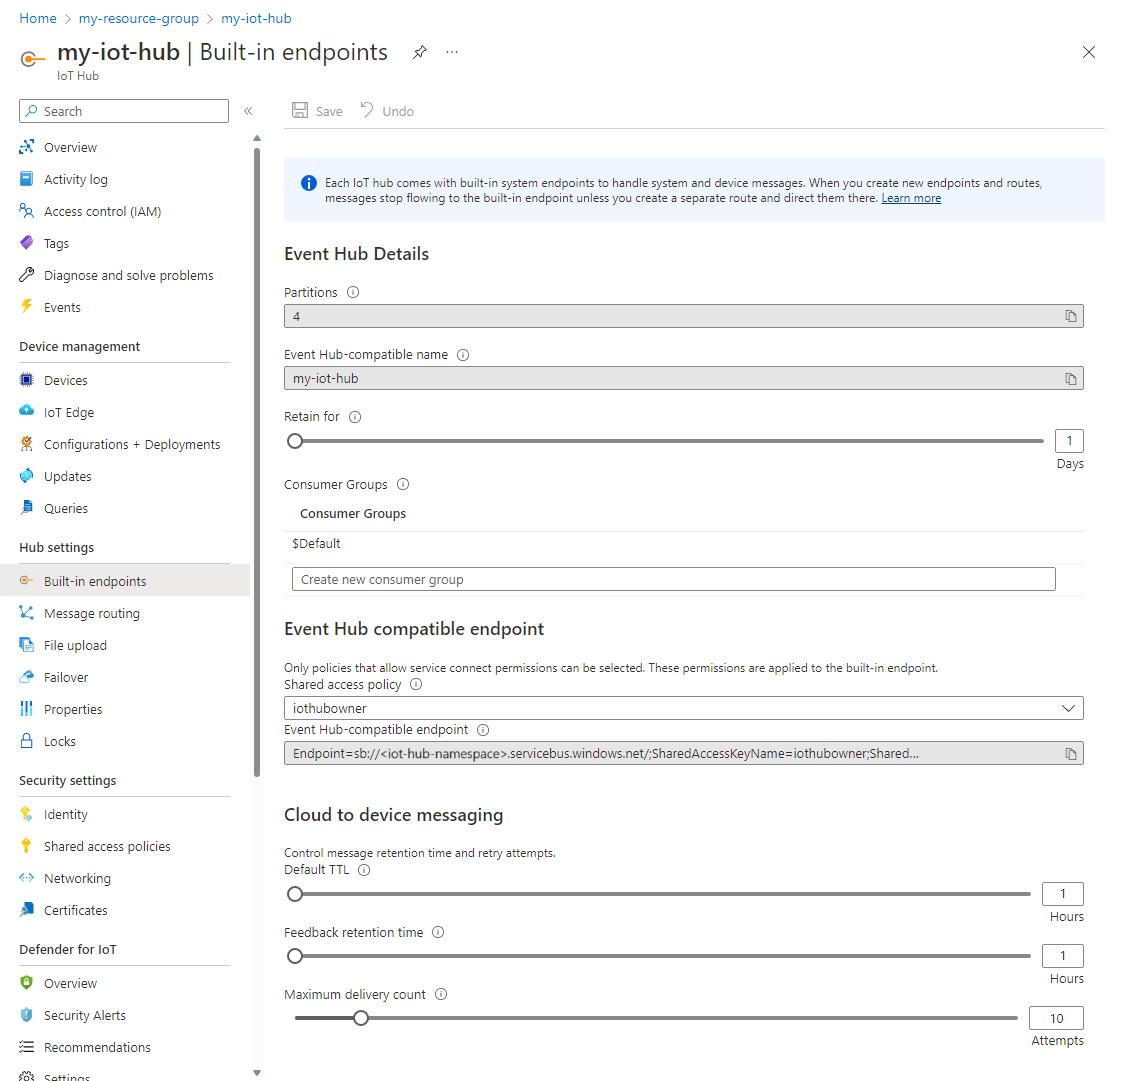 Home > my-resource-group > my-iot-hub
my-iot-hub | Built-in endpoints ...
IoT Hub
Search «
Overview
Activity log
Access control (IAM)
Tags
Diagnose and solve problems
Events
Device management
Devices
IoT Edge
Configurations + Deployments
Updates
Queries
Hub settings
Built-in endpoints
Message routing
File upload
Failover
Properties
Locks
Security settings
Identity
Shared access policies
Networking
Certificates
Defender for IoT
Overview
Security Alerts
Recommendations
Settings
Save Undo
Each IoT hub comes with built-in system endpoints to handle system and device messages. When you create new endpoints and routes,
messages stop flowing to the built-in endpoint unless you create a separate route and direct them there. Learn more
Event Hub Details
Partitions
4
Event Hub-compatible name
my-iot-hub
Retain for
1
Days
Consumer Groups
Consumer Groups
$Default
Create new consumer group
Event Hub compatible endpoint
Only policies that allow service connect permissions can be selected. These permissions are applied to the built-in endpoint.
Shared access policy
iothubowner
Event Hub-compatible endpoint
Endpoint=sb://<iot-hub-namespace>.servicebus.windows.net/;SharedAccessKeyName=iothubowner;Shared...
Cloud to device messaging
Control message retention time and retry attempts.
Default TTL
1
Hours
Feedback retention time
1
Hours
Maximum delivery count
10
Attempts